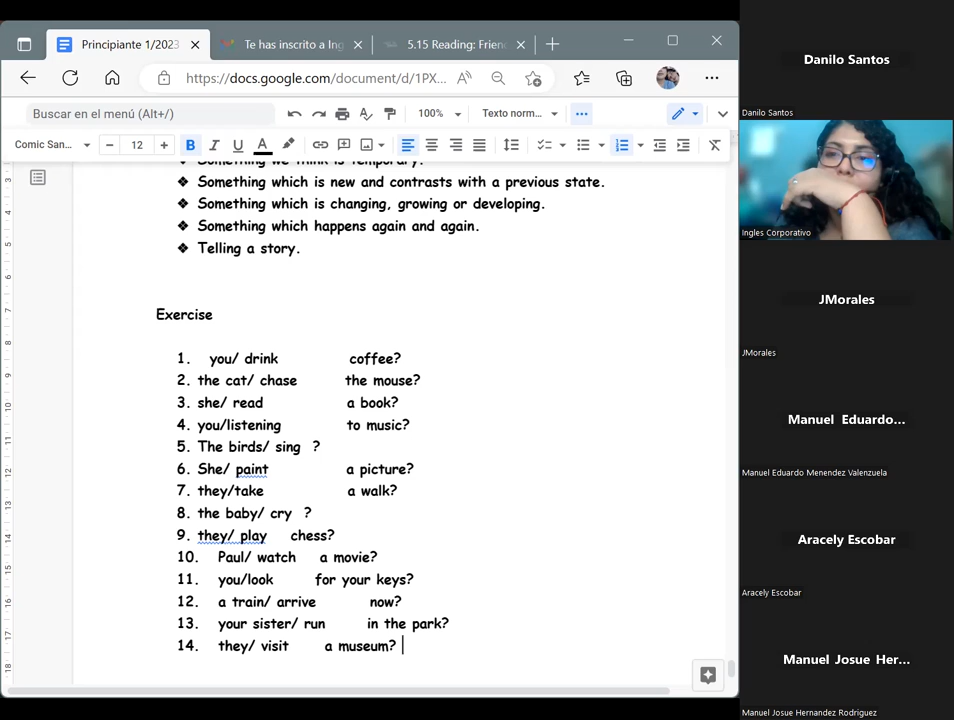 Principiante 1/2023
Te has inscrito a Ing
5.15 Reading: Frien
https://docs.google.com/document/d/1PX...
Buscar en el menú (Alt+/)
100%
Texto norm...
Comic San...
12
Something we think is temporary.
❖ Something which is new and contrasts with a previous state.
❖ Something which is changing, growing or developing.
❖ Something which happens again and again.
❖ Telling a story.
Exercise
1. you/ drink coffee?
2. the cat/ chase the mouse?
3. she/ read a book?
4. you/listening to music?
5. The birds/ sing ?
6. She/ paint a picture?
7. they/take a walk?
8. the baby/ cry ?
9. they/ play chess?
10. Paul/ watch a movie?
11. you/look for your keys?
12. a train/ arrive now?
13. your sister/ run in the park?
14. they/ visit a museum?
Danilo Santos
Danilo Santos
Ingles Corporativo
JMorales
JMorales
Manuel Eduardo...
Manuel Eduardo Menendez Valenzuela
Aracely Escobar
Aracely Escobar
Manuel Josue Her...
Manuel Josue Hernandez Rodriguez